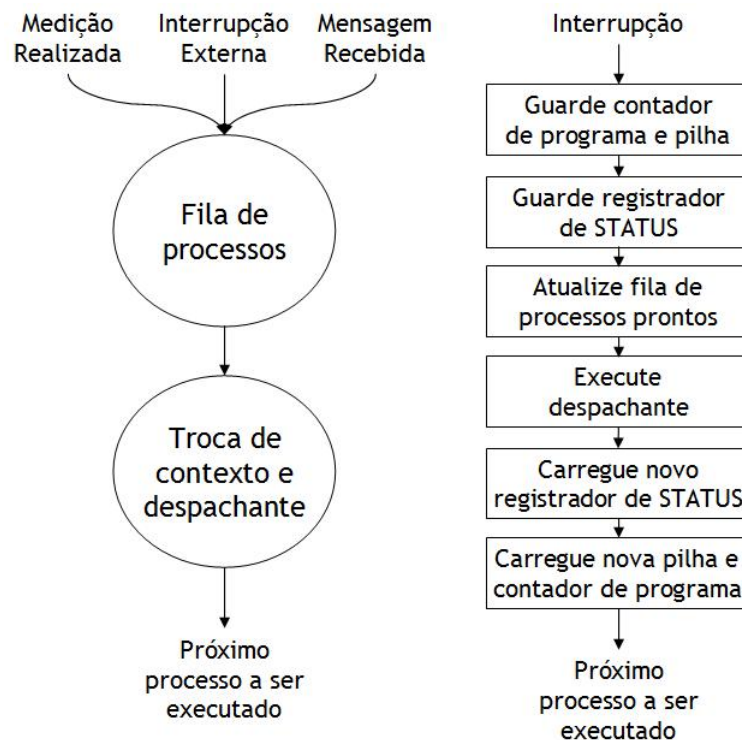 Medição
Realizada
Interrupção
Externa
Mensagem
Recebida
Fila de
processos
Troca de
contexto e
despachante
Próximo
processo a ser
executado
Interrupção
Guarde contador
de programa e pilha
Guarde registrador
de STATUS
Atualize fila de
processos prontos
Execute
despachante
Carregue novo
registrador de STATUS
Carregue nova pilha e
contador de programa
Próximo
processo a ser
executado